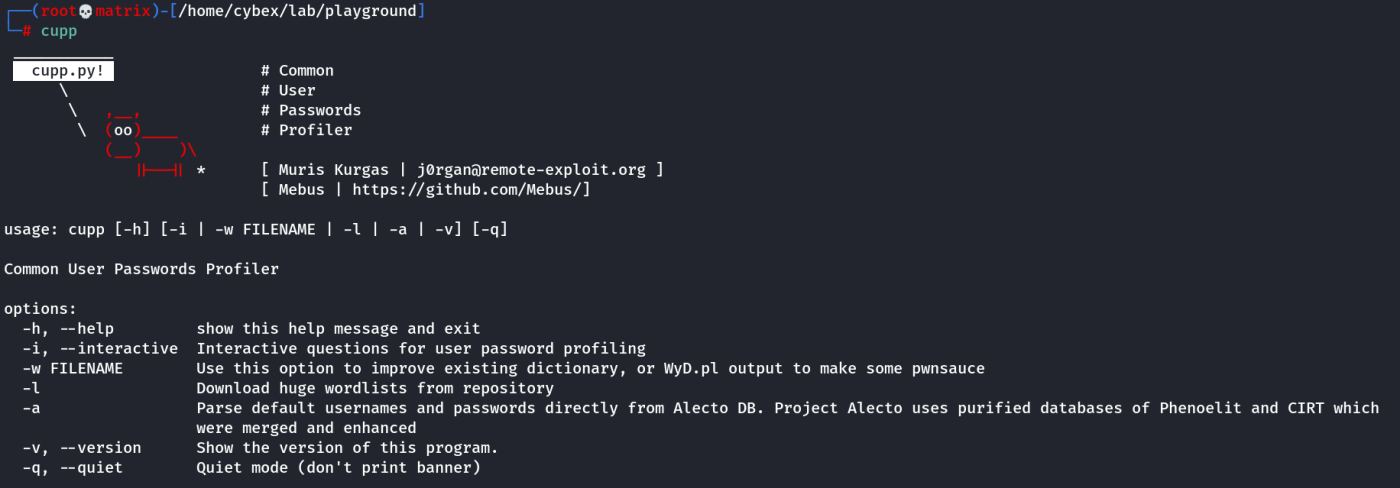 ┌──(root💀matrix)-[/home/cybex/lab/playground]
└─# cupp
 ___________
   cupp.py!                 # Common
      \                     # User
       \   ,__,             # Passwords
        \  (oo)____         # Profiler
           (__)    )\
              ||--|| *      [ Muris Kurgas | j0rgan@remote-exploit.org ]
                            [ Mebus | https://github.com/Mebus/]
usage: cupp [-h] [-i | -w FILENAME | -l | -a | -v] [-q]
Common User Passwords Profiler
options:
  -h, --help         show this help message and exit
  -i, --interactive  Interactive questions for user password profiling
  -w FILENAME        Use this option to improve existing dictionary, or WyD.pl output to make some pwnsauce
  -l                 Download huge wordlists from repository
  -a                 Parse default usernames and passwords directly from Alecto DB. Project Alecto uses purified databases of Phenoelit and CIRT which
                     were merged and enhanced
  -v, --version      Show the version of this program.
  -q, --quiet        Quiet mode (don't print banner)